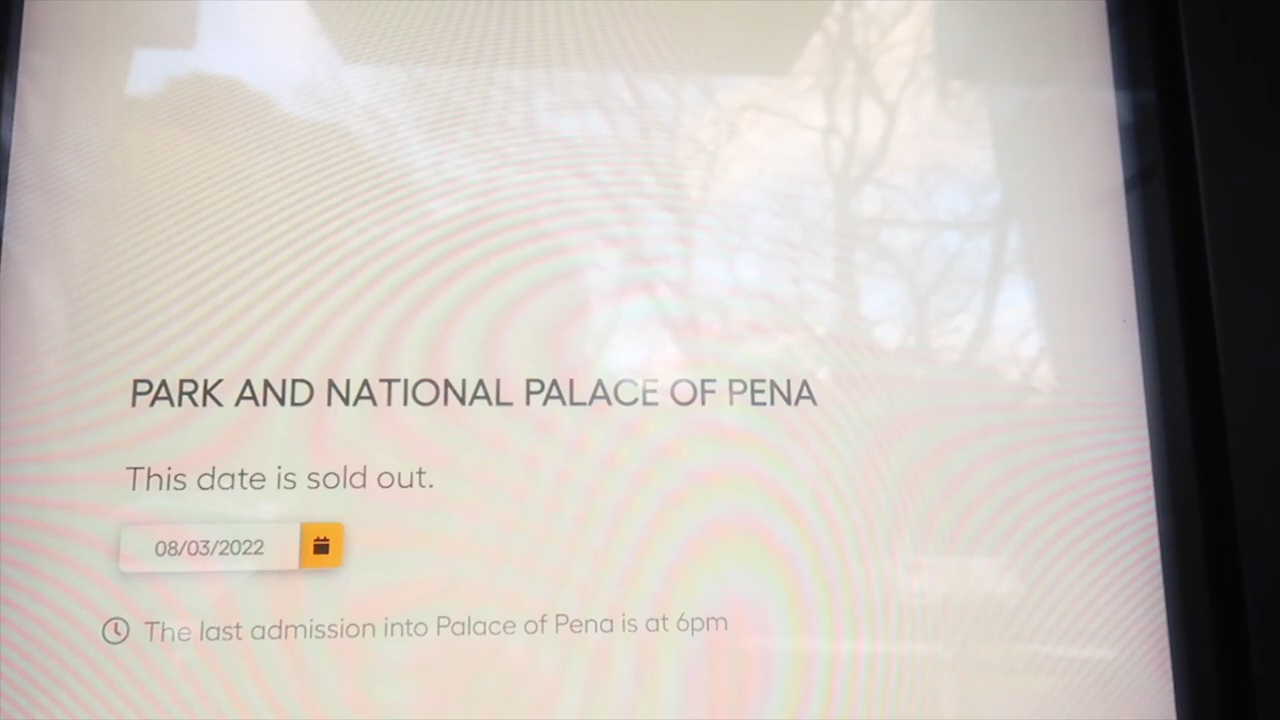 PARK AND NATIONAL PALACE OF PENA
This date is sold out.
08/03/2022
The last admission into Palace of Pena is at 6pm